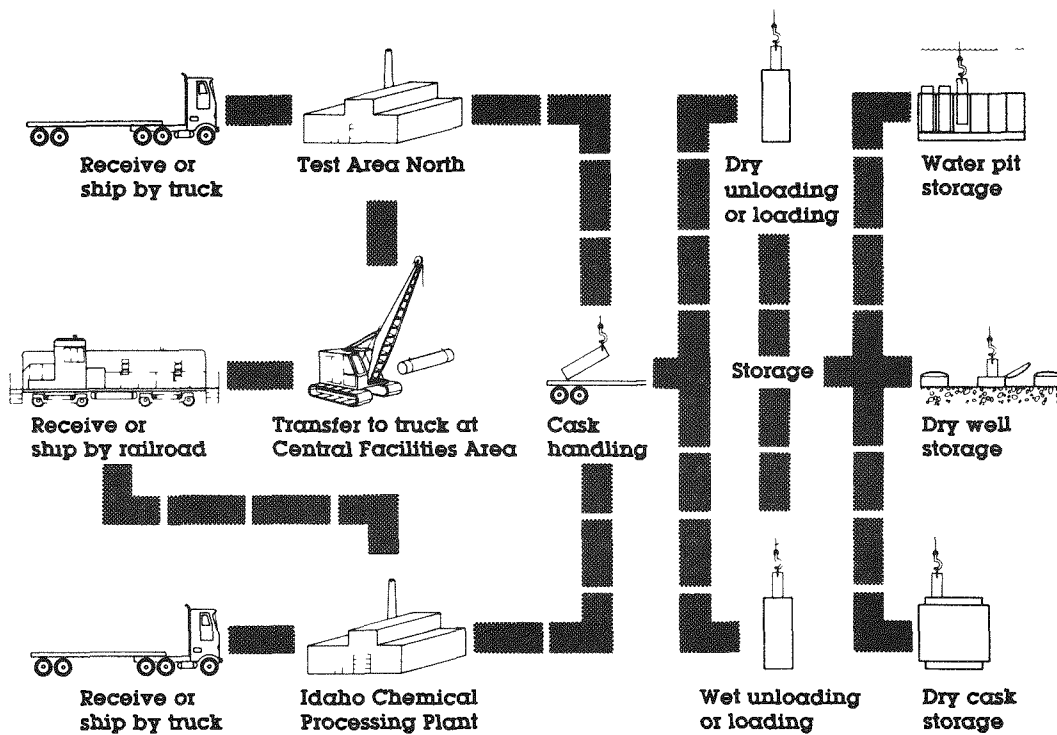 Receive or
ship by truck
Test Area North
Dry
unloading
or loading
Water pit
storage
Receive or
ship by railroad
Transfer to truck at
Central Facilities Area
Cask
handling
Storage
Dry well
storage
Receive or
ship by truck
Idaho Chemical
Processing Plant
Wet unloading
or loading
Dry cask
storage